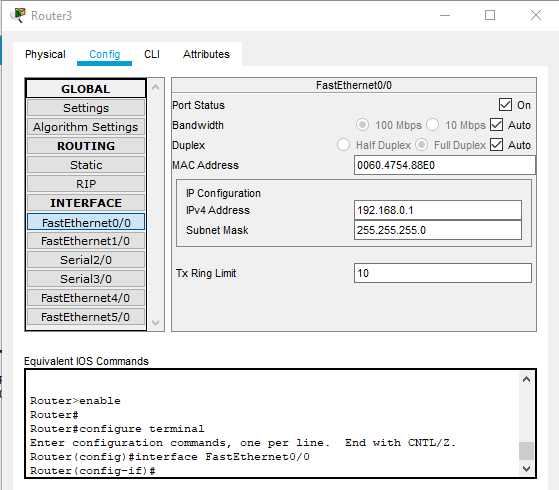 Router3
Physical Config CLI Attributes
GLOBAL
Settings
Algorithm Settings
ROUTING
Static
RIP
INTERFACE
FastEthernet0/0
FastEthernet1/0
Serial2/0
Serial3/0
FastEthernet4/0
FastEthernet5/0
FastEthernet0/0
Port Status On
Bandwidth 100 Mbps 10 Mbps Auto
Duplex Half Duplex Full Duplex Auto
MAC Address 0060.4754.88E0
IP Configuration
IPv4 Address 192.168.0.1
Subnet Mask 255.255.255.0
Tx Ring Limit 10
Equivalent IOS Commands
Router>enable
Router#
Router#configure terminal
Enter configuration commands, one per line. End with CNTL/Z.
Router(config)#interface FastEthernet0/0
Router(config-if)#